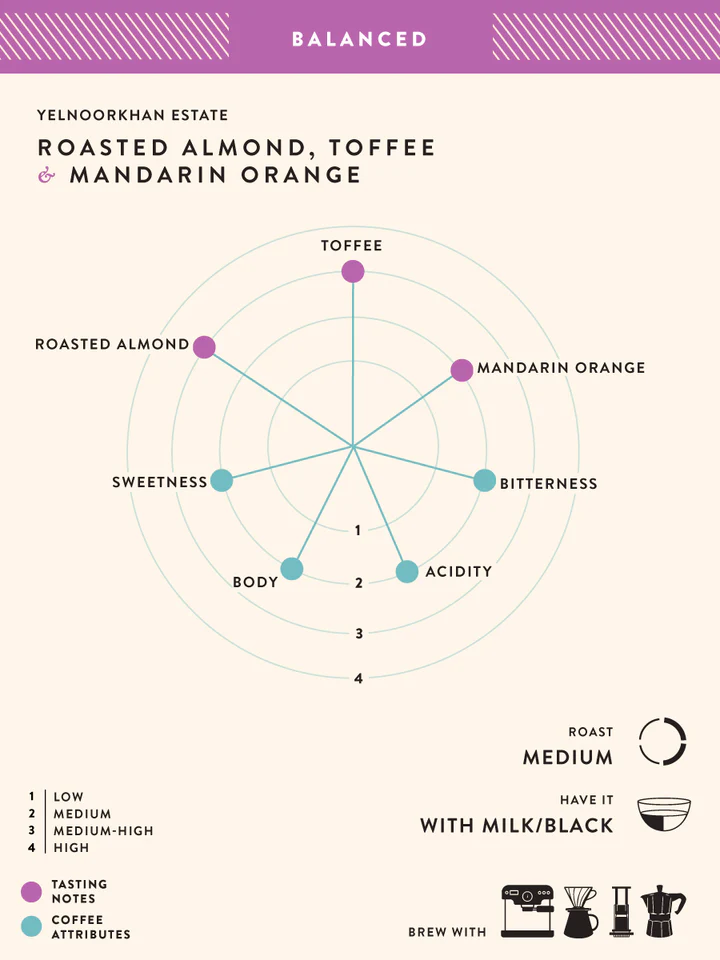 BALANCED
YELNOORKHAN ESTATE
ROASTED ALMOND, TOFFEE
& MANDARIN ORANGE
TOFFEE
ROASTED ALMOND
MANDARIN ORANGE
SWEETNESS
BITTERNESS
1
BODY
2
ACIDITY
3
4
ROAST
MEDIUM
HAVE IT
WITH MILK/BLACK
1 LOW
2 MEDIUM
3 MEDIUM-HIGH
4 HIGH
TASTING
NOTES
COFFEE
ATTRIBUTES
BREW WITH